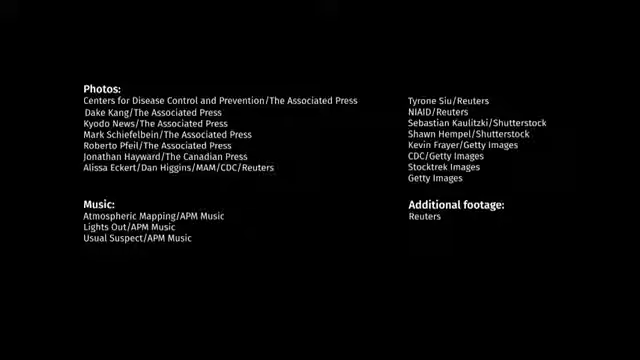 Photos:
Centers for Disease Control and Prevention/The Associated Press
Dake Kang/The Associated Press
Kyodo News/The Associated Press
Mark Schiefelbein/The Associated Press
Roberto Pfeil/The Associated Press
Jonathan Hayward/The Canadian Press
Alissa Eckert/Dan Higgins/MAM/CDC/Reuters
Tyrone Siu/Reuters
NIAID/Reuters
Sebastian Kaulitzki/Shutterstock
Shawn Hempel/Shutterstock
Kevin Frayer/Getty Images
CDC/Getty Images
Stocktrek Images
Getty Images
Music:
Atmospheric Mapping/APM Music
Lights Out/APM Music
Usual Suspect/APM Music
Additional footage:
Reuters